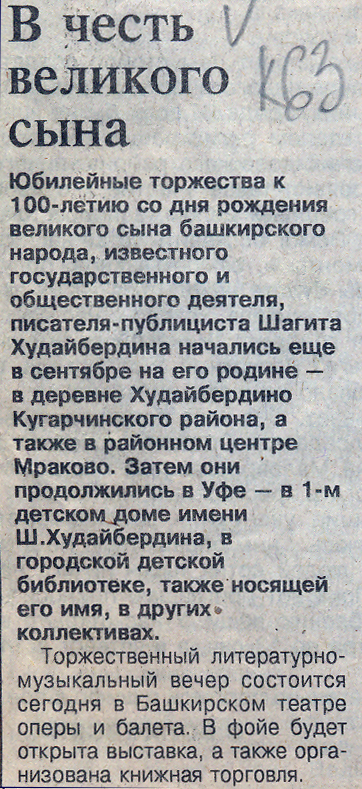 В честь
великого
сына
V
К63
Юбилейные торжества к
100-летию со дня рождения
великого сына башкирского
народа, известного
государственного и
общественного деятеля,
писателя-публициста Шагита
Худайбердина начались еще
в сентябре на его родине —
в деревне Худайбердино
Кугарчинского района, а
также в районном центре
Мраково. Затем они
продолжились в Уфе — в 1-м
детском доме имени
Ш.Худайбердина, в
городской детской
библиотеке, также носящей
его имя, в других
коллективах.
Торжественный литературно-
музыкальный вечер состоится
сегодня в Башкирском театре
оперы и балета. В фойе будет
открыта выставка, а также орга-
низована книжная торговля.